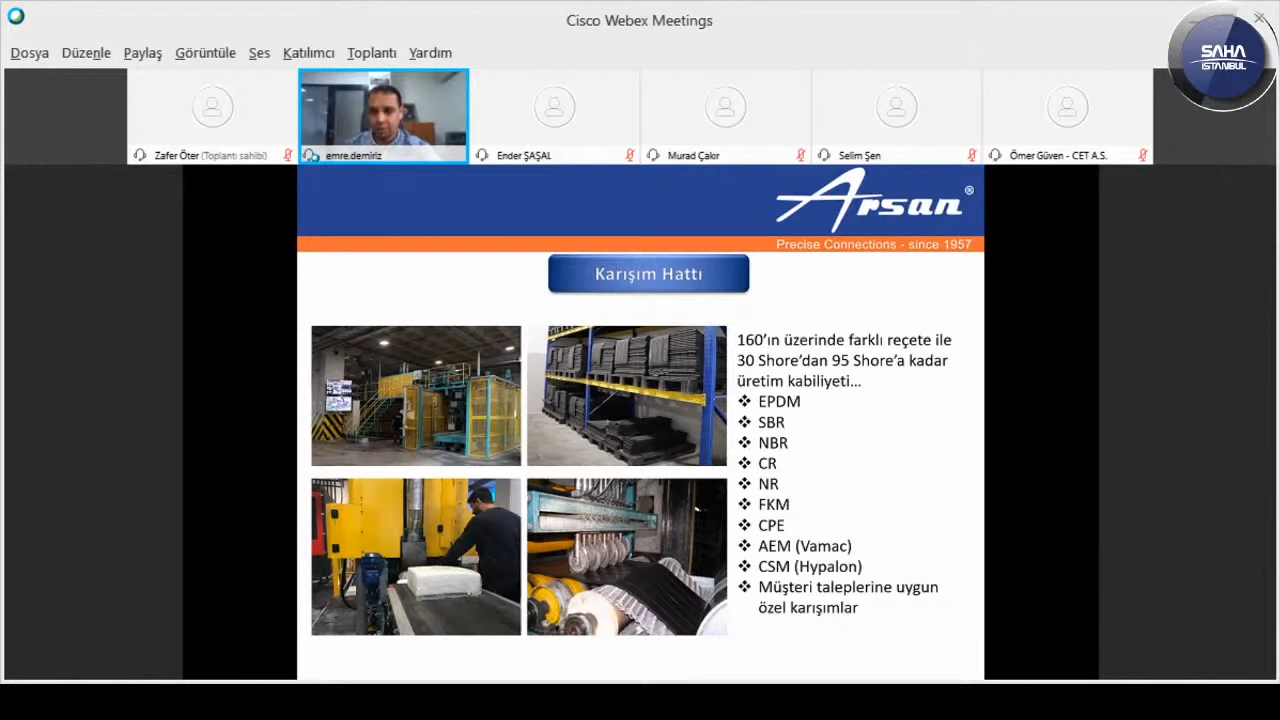 Cisco Webex Meetings
SAHA
İSTANBUL
Dosya Düzenle Paylaş Görüntüle Ses Katılımcı Toplantı Yardım
Zafer Öter (Toplantı sahibi)
emre.demiriz
Ender ŞAŞAL
Murad Çakır
Selim Şen
Ömer Güven - CET A.S.
Arsan®
Precise Connections - since 1957
Karışım Hattı
160’ın üzerinde farklı reçete ile
30 Shore’dan 95 Shore’a kadar
üretim kabiliyeti...
❖ EPDM
❖ SBR
❖ NBR
❖ CR
❖ NR
❖ FKM
❖ CPE
❖ AEM (Vamac)
❖ CSM (Hypalon)
❖ Müşteri taleplerine uygun
özel karışımlar